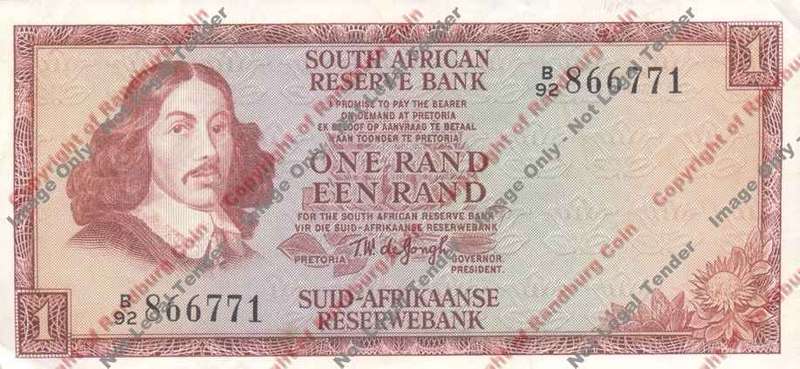 SOUTH AFRICAN
RESERVE BANK
B/92 866771
1
I PROMISE TO PAY THE BEARER
ON DEMAND AT PRETORIA
EK BELOOF OP AANVRAAG TE BETAAL
AAN TOONDER TE PRETORIA
ONE RAND
EEN RAND
FOR THE SOUTH AFRICAN RESERVE BANK
VIR DIE SUID-AFRIKAANSE RESERWEBANK
T.W. de Jongh
PRETORIA
GOVERNOR
PRESIDENT.
B/92 866771
1
SUID-AFRIKAANSE
RESERWEBANK
Copyright of Randburg Coin
Image Only - Not Legal Tender